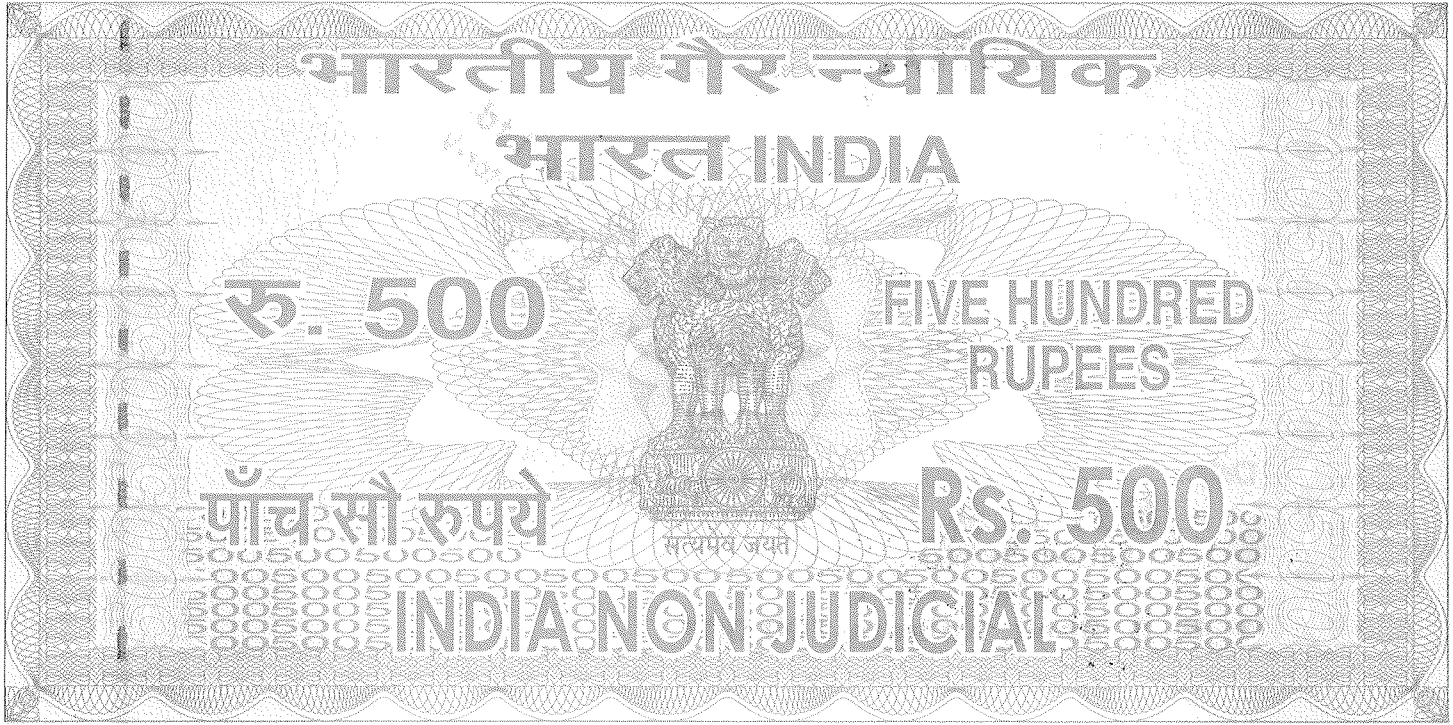 भारतीय गैर न्यायिक
भारत INDIA
रु. 500
FIVE HUNDRED
RUPEES
पाँच सौ रुपये
Rs. 500
सत्यमेव जयते
INDIA NON JUDICIAL